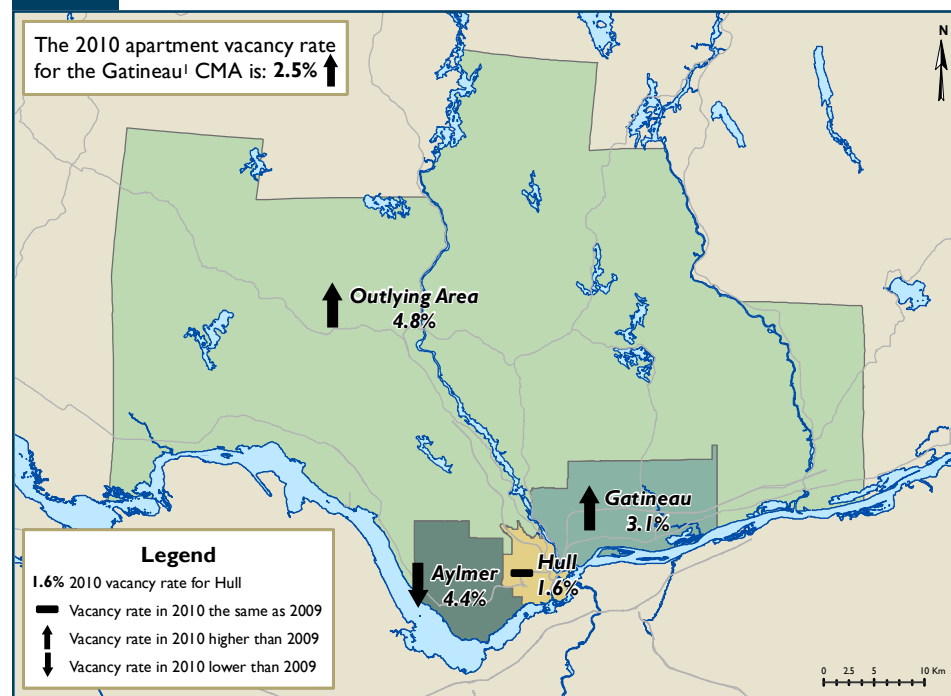 The 2010 apartment vacancy rate
for the Gatineau¹ CMA is: 2.5%
N
Outlying Area
4.8%
Gatineau
3.1%
Hull
1.6%
Aylmer
4.4%
Legend
1.6% 2010 vacancy rate for Hull
Vacancy rate in 2010 the same as 2009
Vacancy rate in 2010 higher than 2009
Vacancy rate in 2010 lower than 2009
0 2.5 5 10 Km